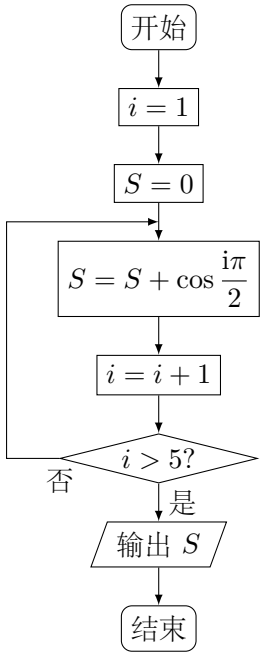 开始
i = 1
S = 0
S = S + cos iπ/2
i = i + 1
i > 5?
否
是
输出 S
结束